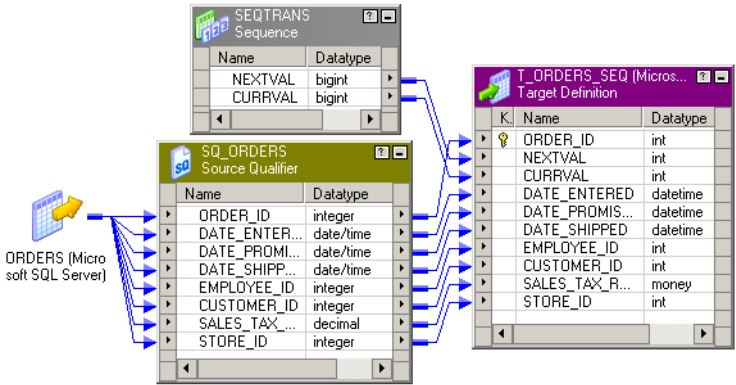 SEQTRANS
Sequence
Name Datatype
NEXTVAL bigint
CURRVAL bigint
SQ_ORDERS
Source Qualifier
Name Datatype
ORDER_ID integer
DATE_ENTER... date/time
DATE_PROMI... date/time
DATE_SHIPP... date/time
EMPLOYEE_ID integer
CUSTOMER_ID integer
SALES_TAX_... decimal
STORE_ID integer
ORDERS (Micro
soft SQL Server)
T_ORDERS_SEQ (Micros...
Target Definition
K. Name Datatype
ORDER_ID int
NEXTVAL int
CURRVAL int
DATE_ENTERED datetime
DATE_PROMIS... datetime
DATE_SHIPPED datetime
EMPLOYEE_ID int
CUSTOMER_ID int
SALES_TAX_R... money
STORE_ID int